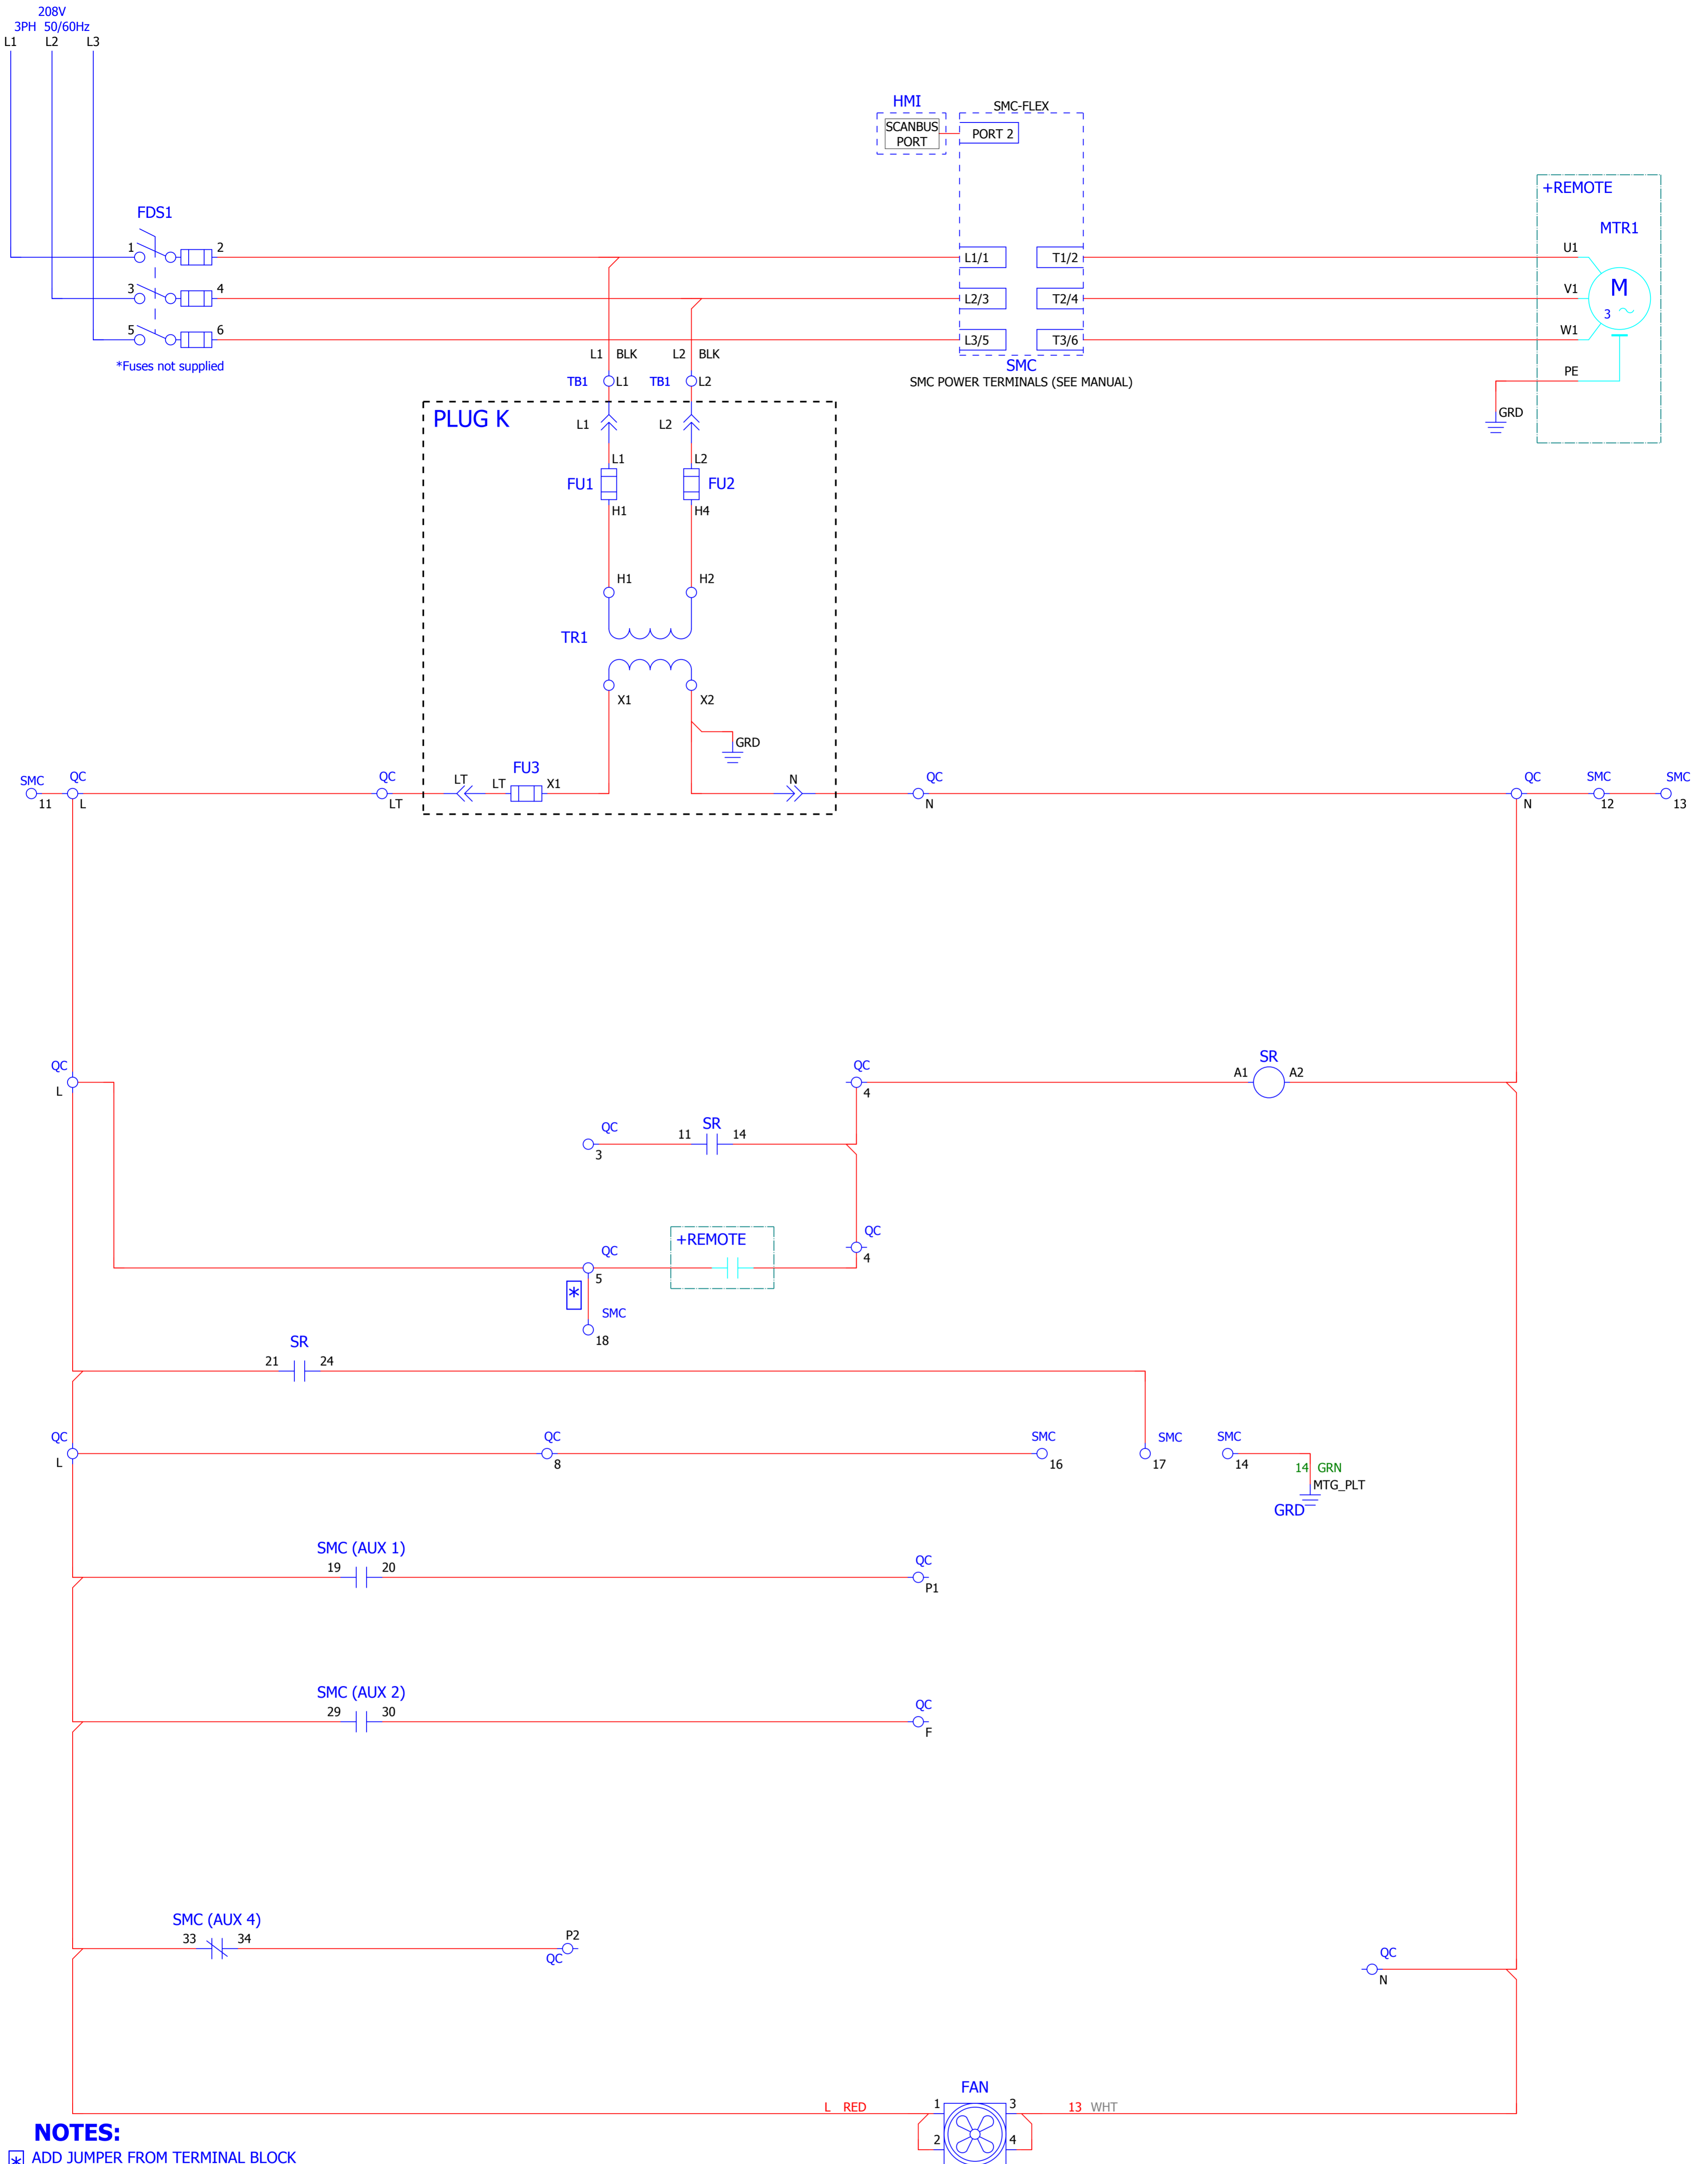 208V
3PH 50/60Hz
L1 L2 L3
HMI
SMC-FLEX
SCANBUS
PORT
PORT 2
+REMOTE
MTR1
FDS1
1 2
L1/1 T1/2
U1
3 4
L2/3 T2/4
V1
M
3
5 6
L3/5 T3/6
W1
*Fuses not supplied
L1 BLK L2 BLK
SMC
SMC POWER TERMINALS (SEE MANUAL)
PE
TB1 L1 TB1 L2
GRD
PLUG K
L1 L2
L1 L2
FU1 FU2
H1 H4
H1 H2
TR1
X1 X2
GRD
SMC QC QC LT LT FU3 X1 N QC QC SMC SMC
11 L LT N N 12 13
QC QC SR
L 4 A1 A2
QC 11 SR 14
3
+REMOTE
QC
4
QC
5
*
SMC
18
SR
21 24
QC QC SMC SMC SMC
L 8 16 17 14
14 GRN
MTG_PLT
GRD
SMC (AUX 1)
19 20
QC
P1
SMC (AUX 2)
29 30
QC
F
SMC (AUX 4)
33 34
P2
QC
QC
N
FAN
L RED 1 3 13 WHT
2 4
NOTES:
* ADD JUMPER FROM TERMINAL BLOCK